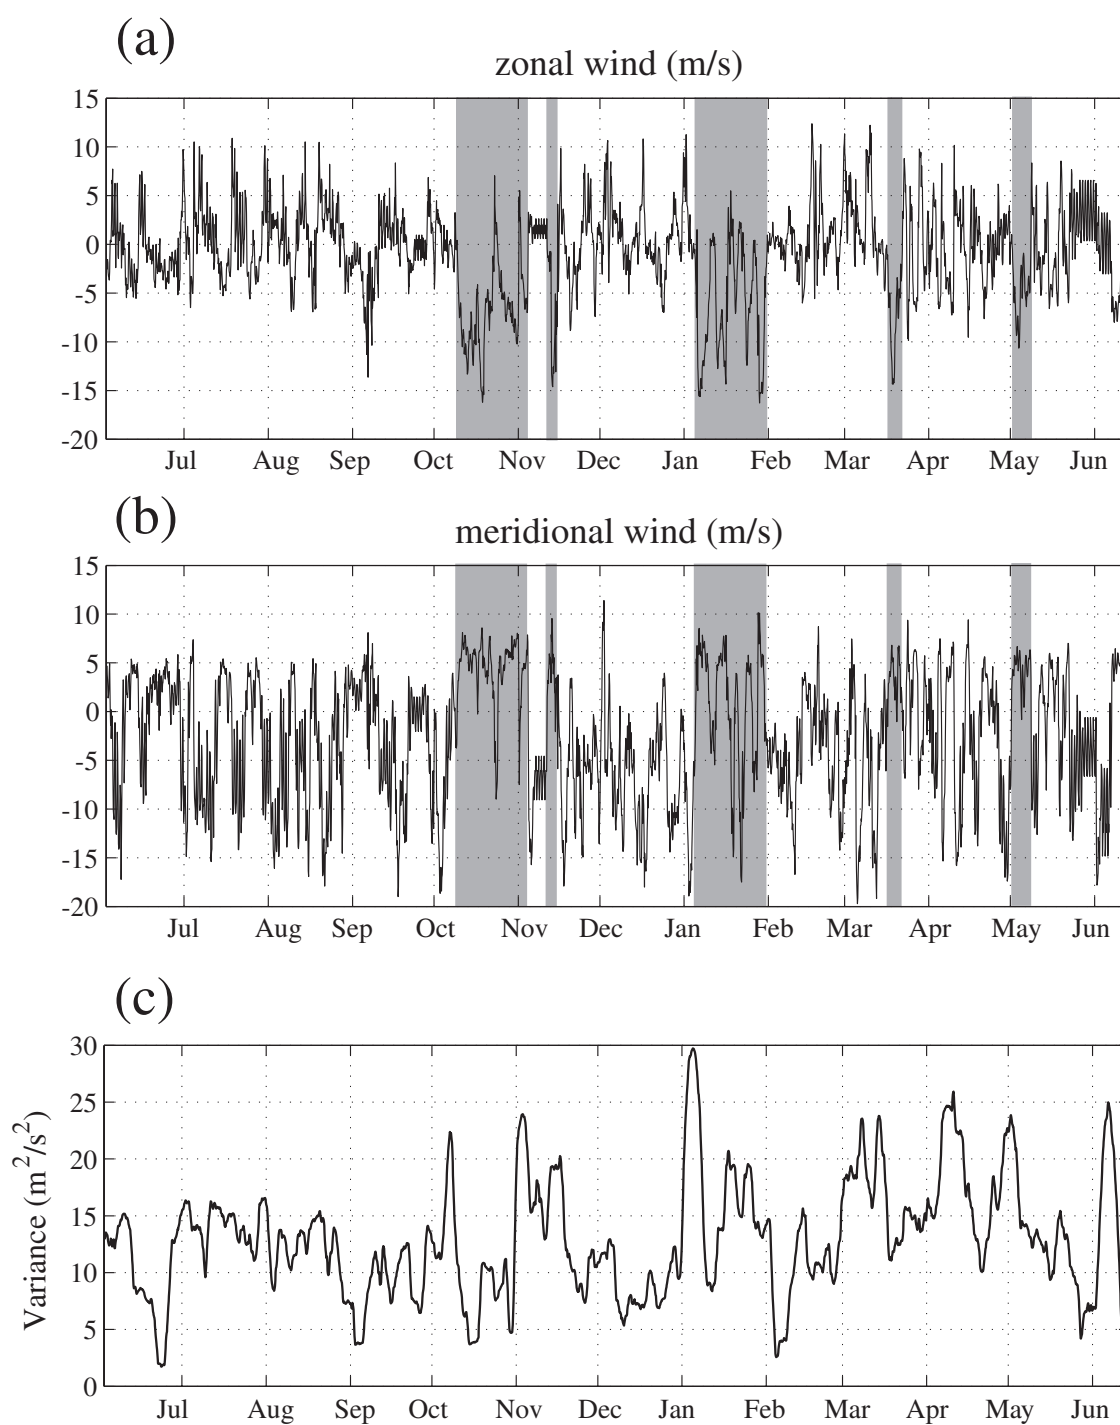 (a)
zonal wind (m/s)
15
10
5
0
-5
-10
-15
-20
Jul Aug Sep Oct Nov Dec Jan Feb Mar Apr May Jun
(b)
meridional wind (m/s)
15
10
5
0
-5
-10
-15
-20
Jul Aug Sep Oct Nov Dec Jan Feb Mar Apr May Jun
(c)
Variance (m²/s²)
30
25
20
15
10
5
0
Jul Aug Sep Oct Nov Dec Jan Feb Mar Apr May Jun